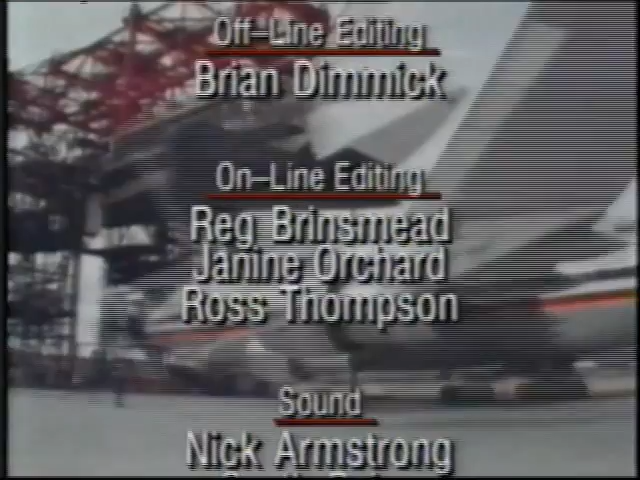 Off-Line Editing
Brian Dimmick
On-Line Editing
Reg Brinsmead
Janine Orchard
Ross Thompson
Sound
Nick Armstrong